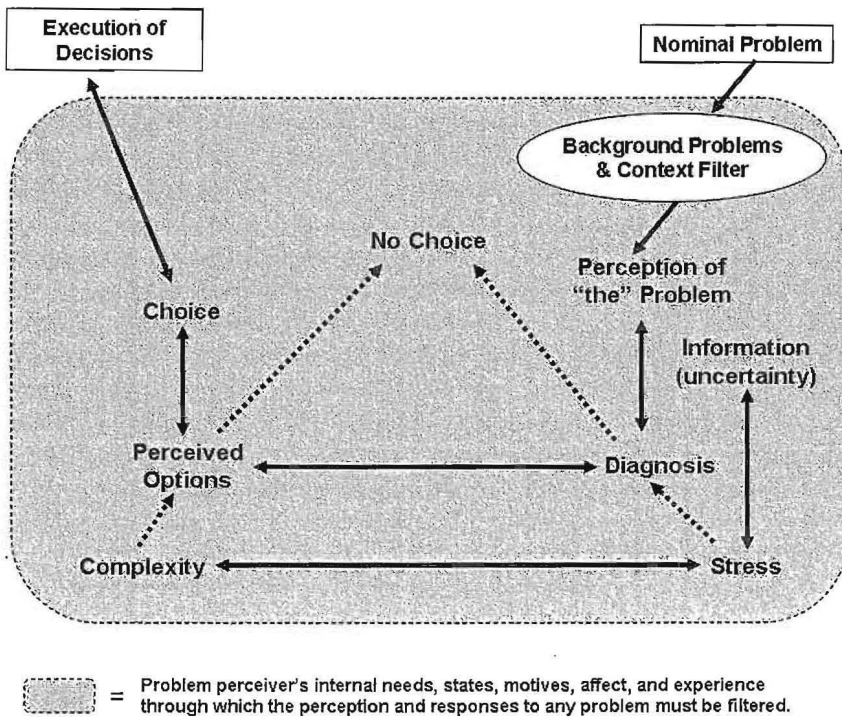 Execution of
Decisions
Nominal Problem
Background Problems
& Context Filter
No Choice
Perception of
“the” Problem
Choice
Information
(uncertainty)
Perceived
Options
Diagnosis
Complexity
Stress
= Problem perceiver's internal needs, states, motives, affect, and experience
through which the perception and responses to any problem must be filtered.